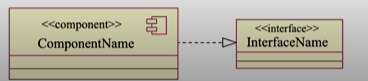 <<component>>
ComponentName
<<interface>>
InterfaceName